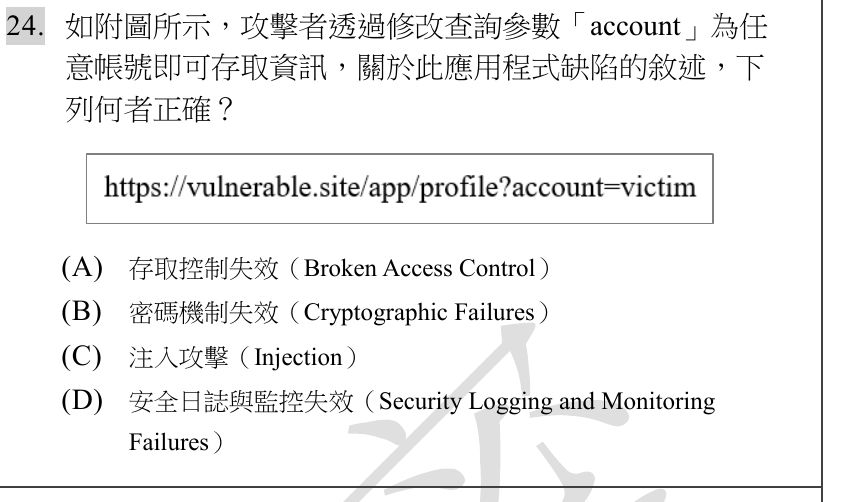 24. 如附圖所示，攻擊者透過修改查詢參數「account」為任
意帳號即可存取資訊，關於此應用程式缺陷的敘述，下
列何者正確？
https://vulnerable.site/app/profile?account=victim
(A) 存取控制失效（Broken Access Control）
(B) 密碼機制失效（Cryptographic Failures）
(C) 注入攻擊（Injection）
(D) 安全日誌與監控失效（Security Logging and Monitoring
Failures）